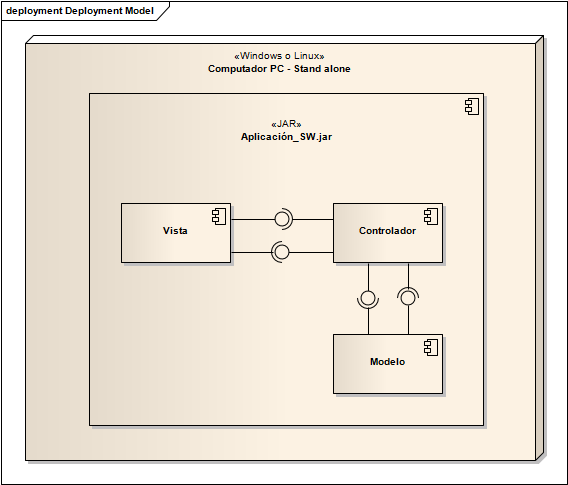 deployment Deployment Model
«Windows o Linux»
Computador PC - Stand alone
«JAR»
Aplicación_SW.jar
Vista
Controlador
Modelo